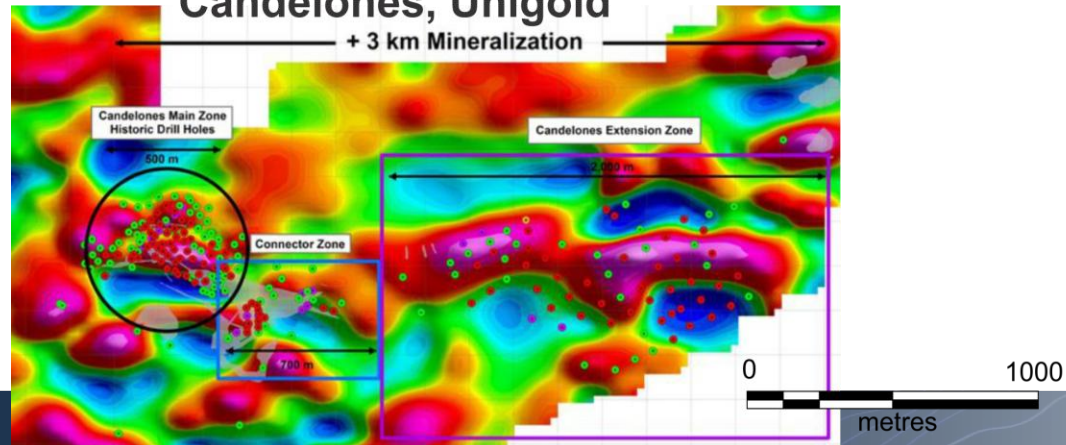 Candelones, Unigold
+ 3 km Mineralization
Candelones Main Zone
Historic Drill Holes
500 m
Candelones Extension Zone
2,000 m
Connector Zone
700 m
0 1000
metres